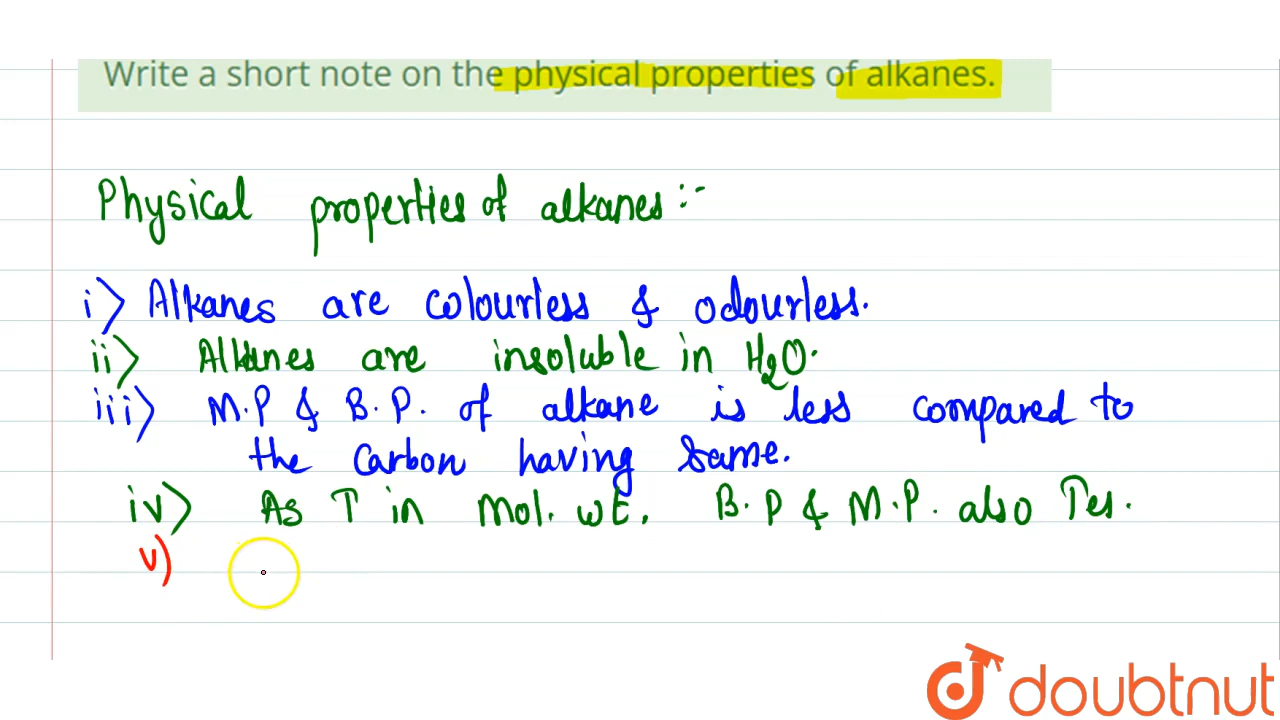 Write a short note on the physical properties of alkanes.
Physical properties of alkanes :-
i) Alkanes are colourless & odourless.
ii) Alkanes are insoluble in H2O.
iii) M.P & B.P. of alkane is less compared to
the carbon having same.
iv) As ↑ in mol. wt. B.P & M.P. also ↑es.
v)
doubtnut